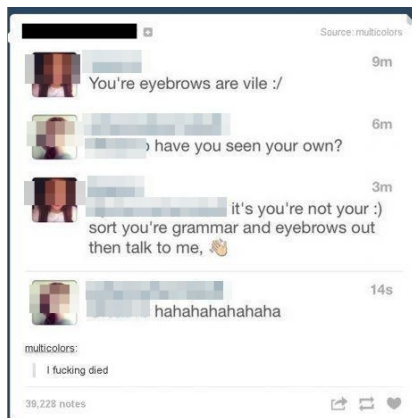 Source: multicolors
9m
You're eyebrows are vile :/
6m
have you seen your own?
3m
it's you're not your :)
sort you're grammar and eyebrows out
then talk to me, 👋
14s
hahahahahahaha
multicolors:
I fucking died
39,228 notes